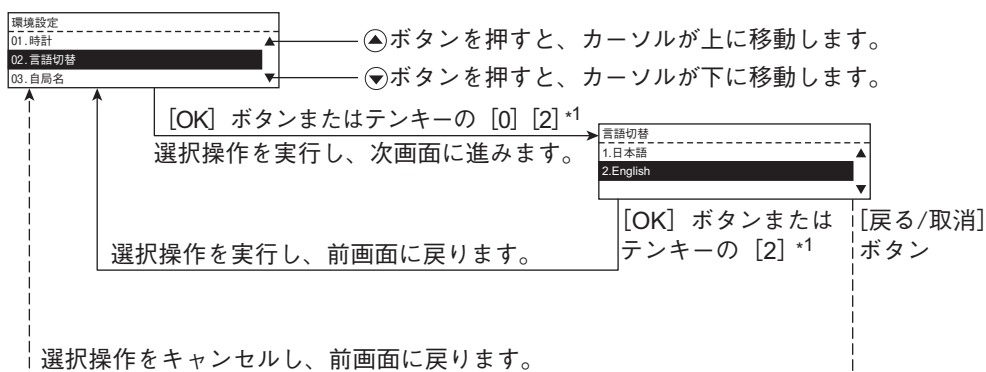 環境設定
01.時計
02.言語切替
03.自局名
▲ボタンを押すと、カーソルが上に移動します。
▼ボタンを押すと、カーソルが下に移動します。
［OK］ボタンまたはテンキーの［0］［2］*1
選択操作を実行し、次画面に進みます。
言語切替
1.日本語
2.English
［OK］ボタンまたは
テンキーの［2］*1
［戻る/取消］
ボタン
選択操作を実行し、前画面に戻ります。
選択操作をキャンセルし、前画面に戻ります。